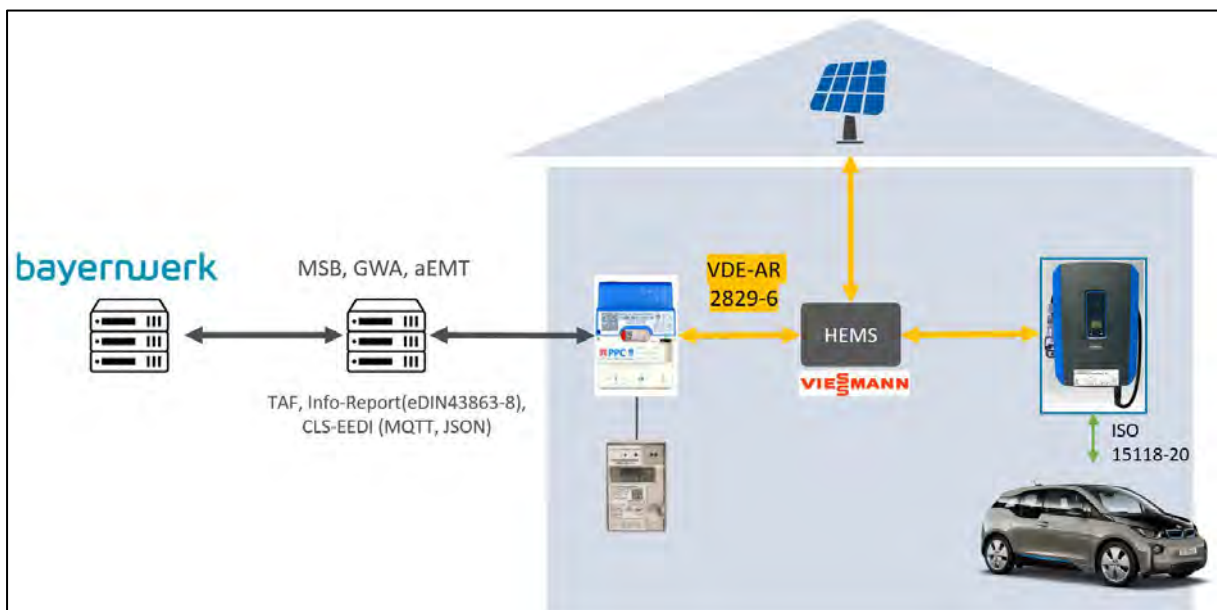 bayernwerk
MSB, GWA, aEMT
TAF, Info-Report(eDIN43863-8),
CLS-EEDI (MQTT, JSON)
PPC
VDE-AR
2829-6
HEMS
VIESSMANN
ISO
15118-20